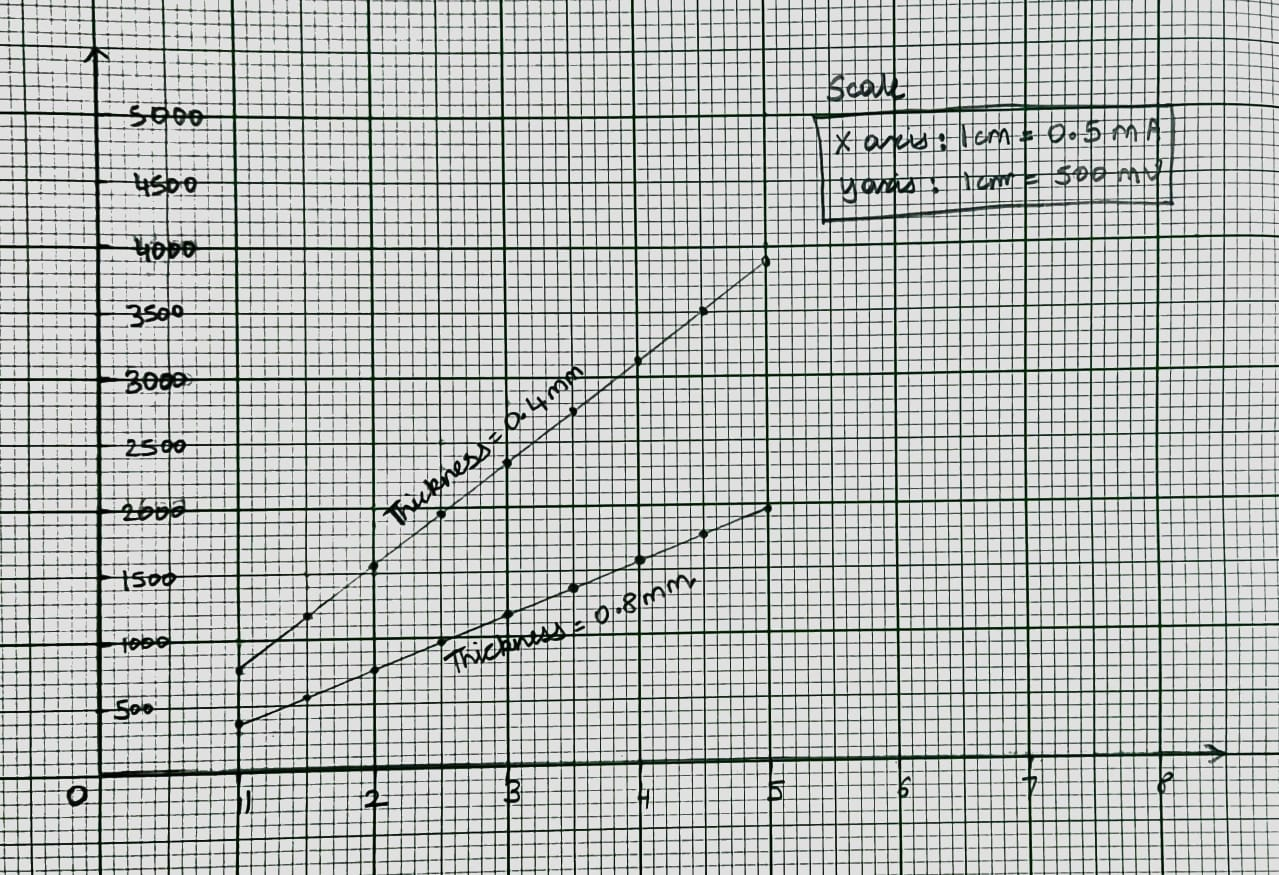 Scale
X axis : 1cm = 0.5 mA
y axis : 1cm = 500 mV
5000
4500
4000
3500
3000
2500
2000
1500
1000
500
Thickness = 0.4mm
Thickness = 0.8mm
0 1 2 3 4 5 6 7 8